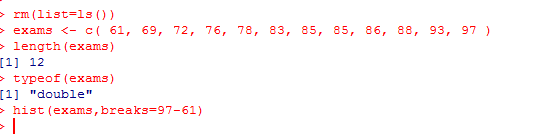 > rm(list=ls())
> exams <- c( 61, 69, 72, 76, 78, 83, 85, 85, 86, 88, 93, 97 )
> length(exams)
[1] 12
> typeof(exams)
[1] "double"
> hist(exams,breaks=97-61)
>